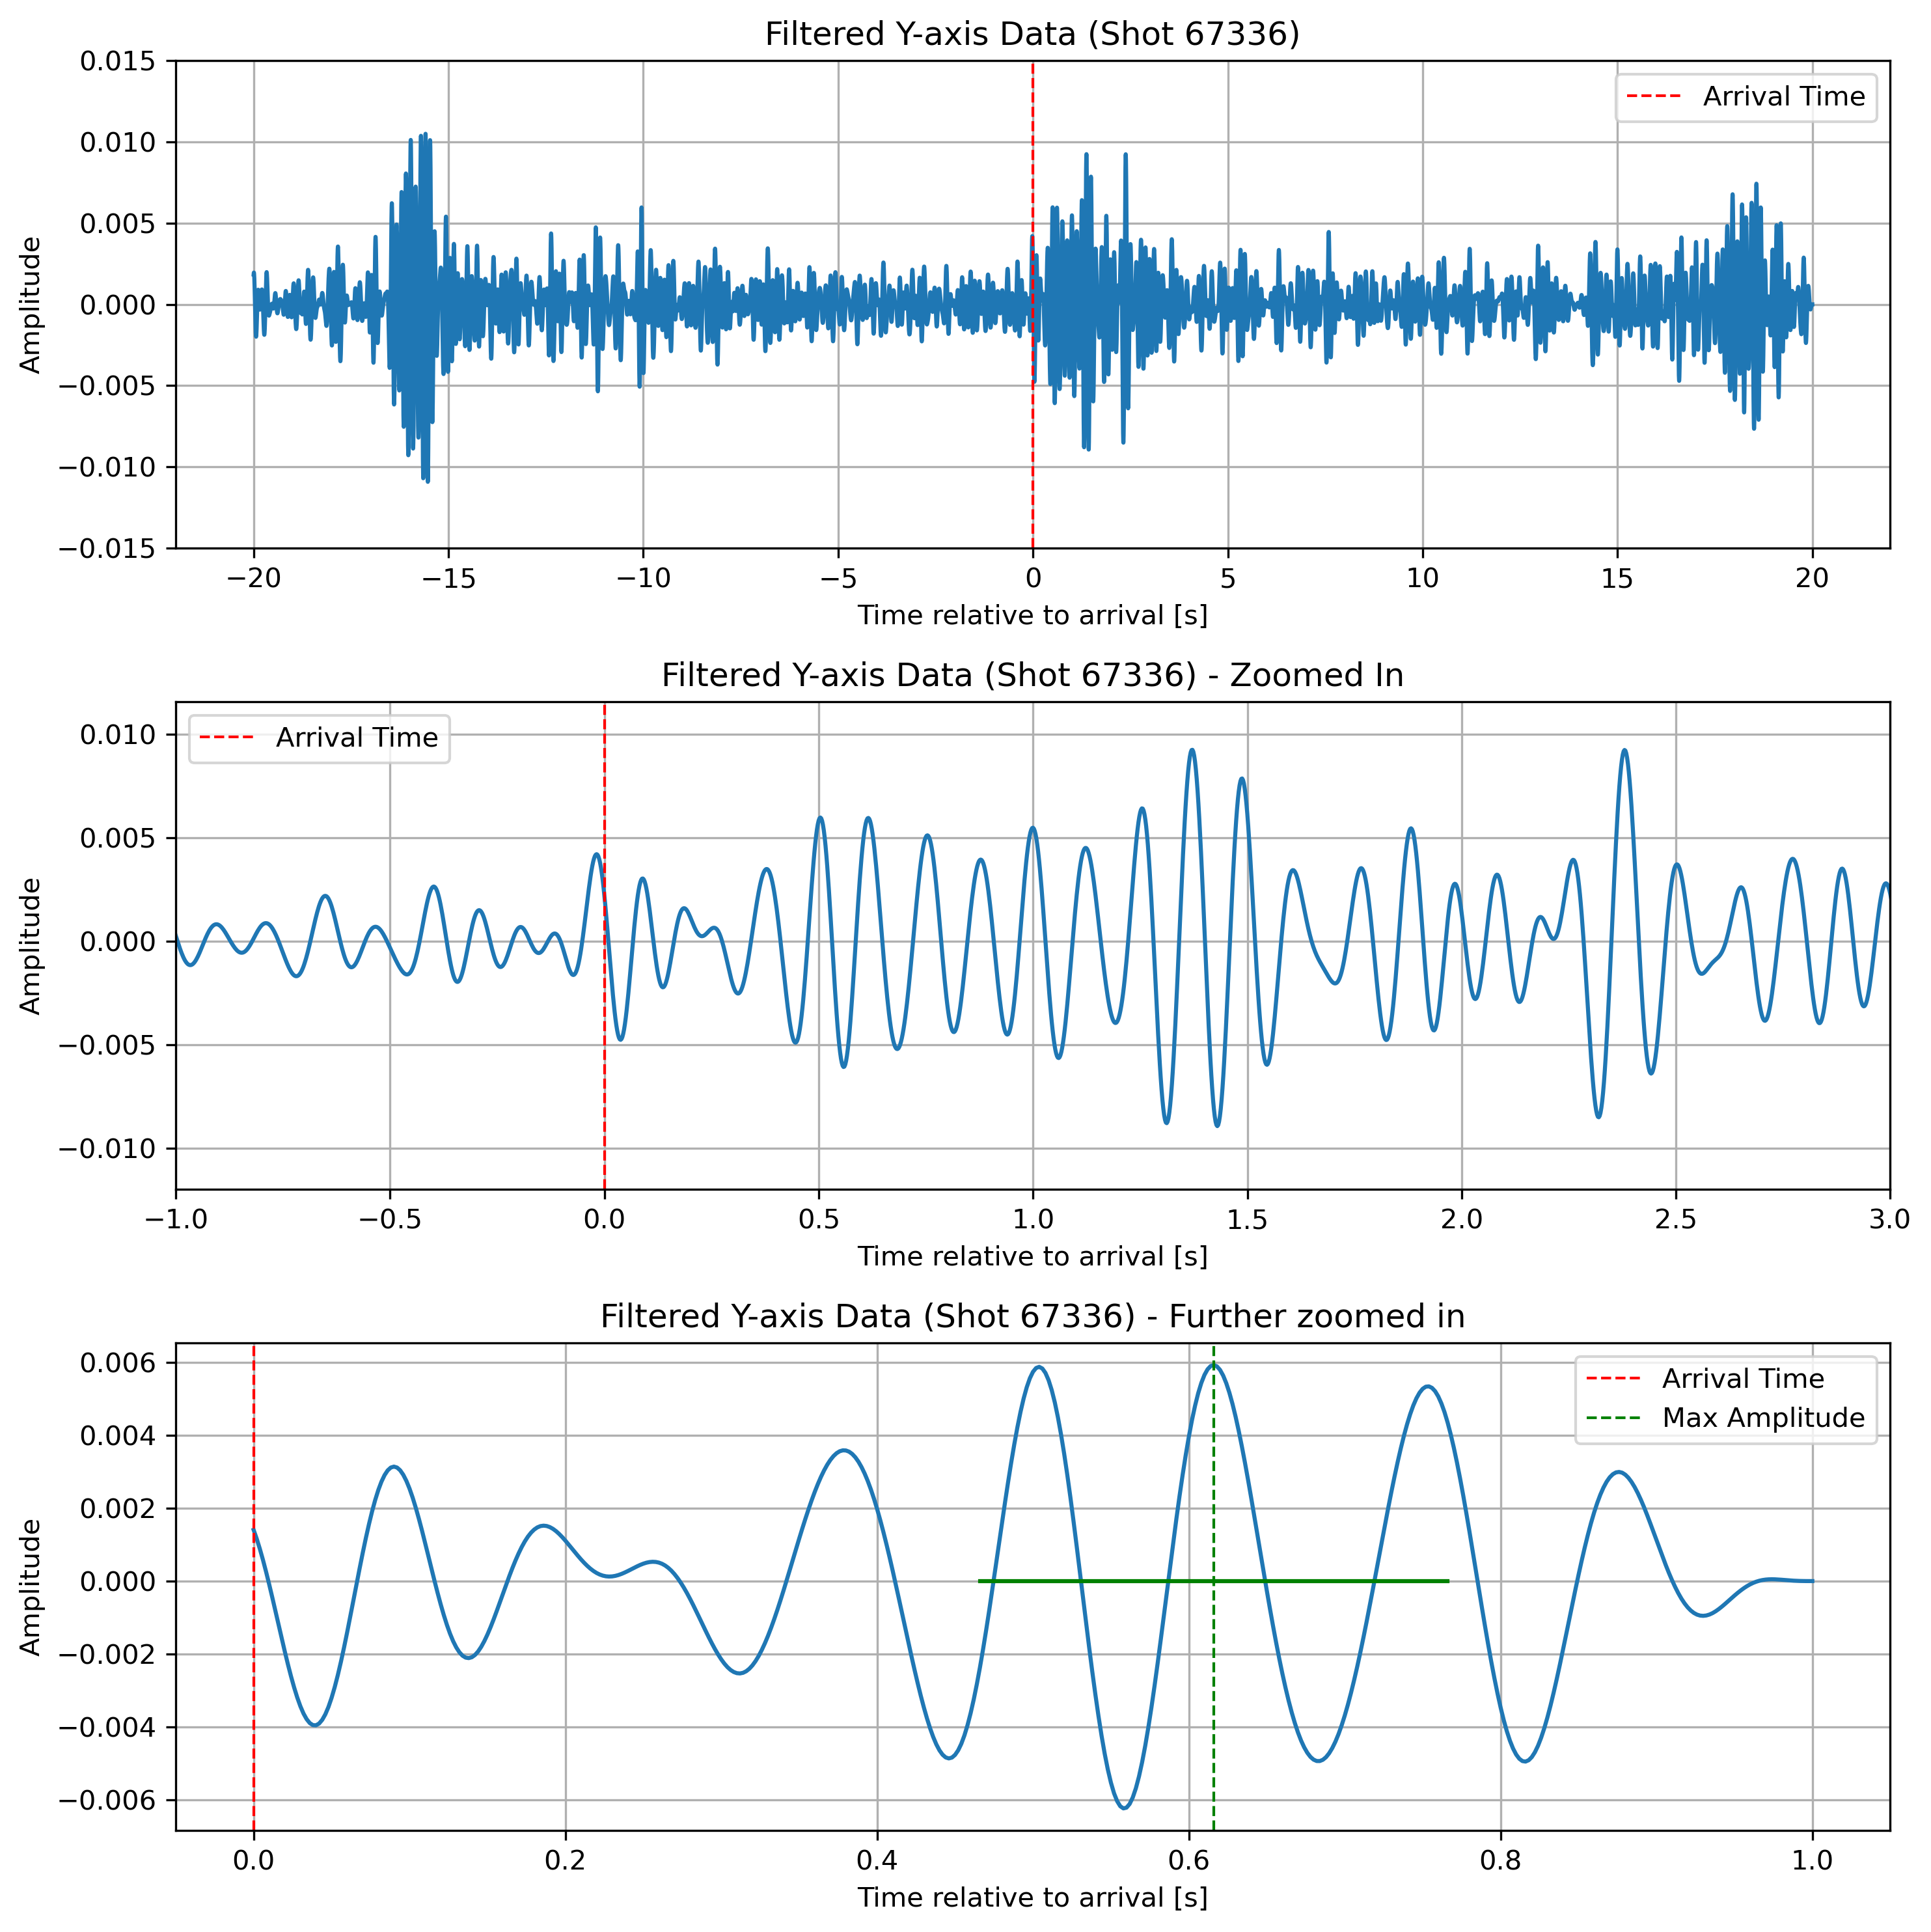 Filtered Y-axis Data (Shot 67336)
0.015
0.010
0.005
0.000
−0.005
−0.010
−0.015
Amplitude
Arrival Time
−20 −15 −10 −5 0 5 10 15 20
Time relative to arrival [s]
Filtered Y-axis Data (Shot 67336) - Zoomed In
0.010
0.005
0.000
−0.005
−0.010
Amplitude
Arrival Time
−1.0 −0.5 0.0 0.5 1.0 1.5 2.0 2.5 3.0
Time relative to arrival [s]
Filtered Y-axis Data (Shot 67336) - Further zoomed in
0.006
0.004
0.002
0.000
−0.002
−0.004
−0.006
Amplitude
Arrival Time
Max Amplitude
0.0 0.2 0.4 0.6 0.8 1.0
Time relative to arrival [s]